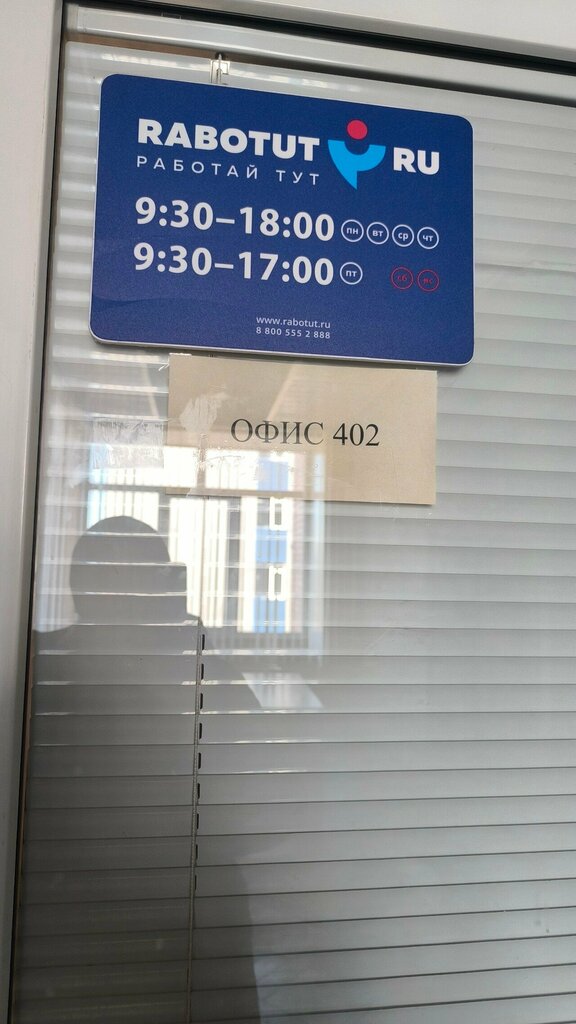 RABOTUT RU
РАБОТАЙ ТУТ
9:30–18:00 пн вт ср чт
9:30–17:00 пт сб вс
www.rabotut.ru
8 800 555 2 888
ОФИС 402